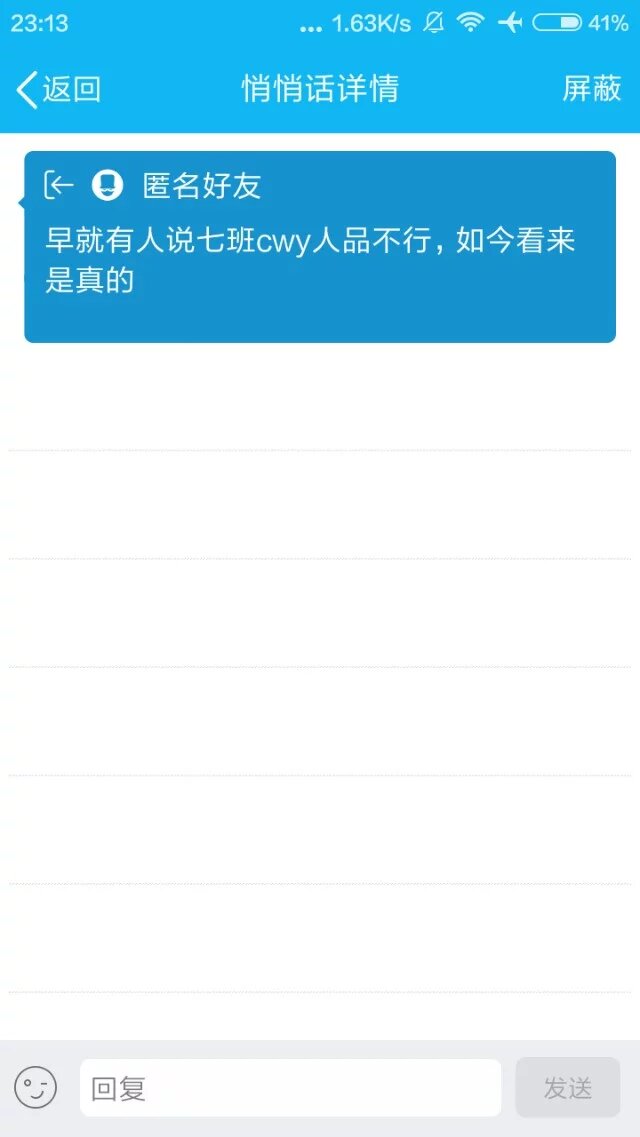 23:13 ... 1.63K/s 41%
返回 悄悄话详情 屏蔽
匿名好友
早就有人说七班cwy人品不行，如今看来
是真的
回复 发送